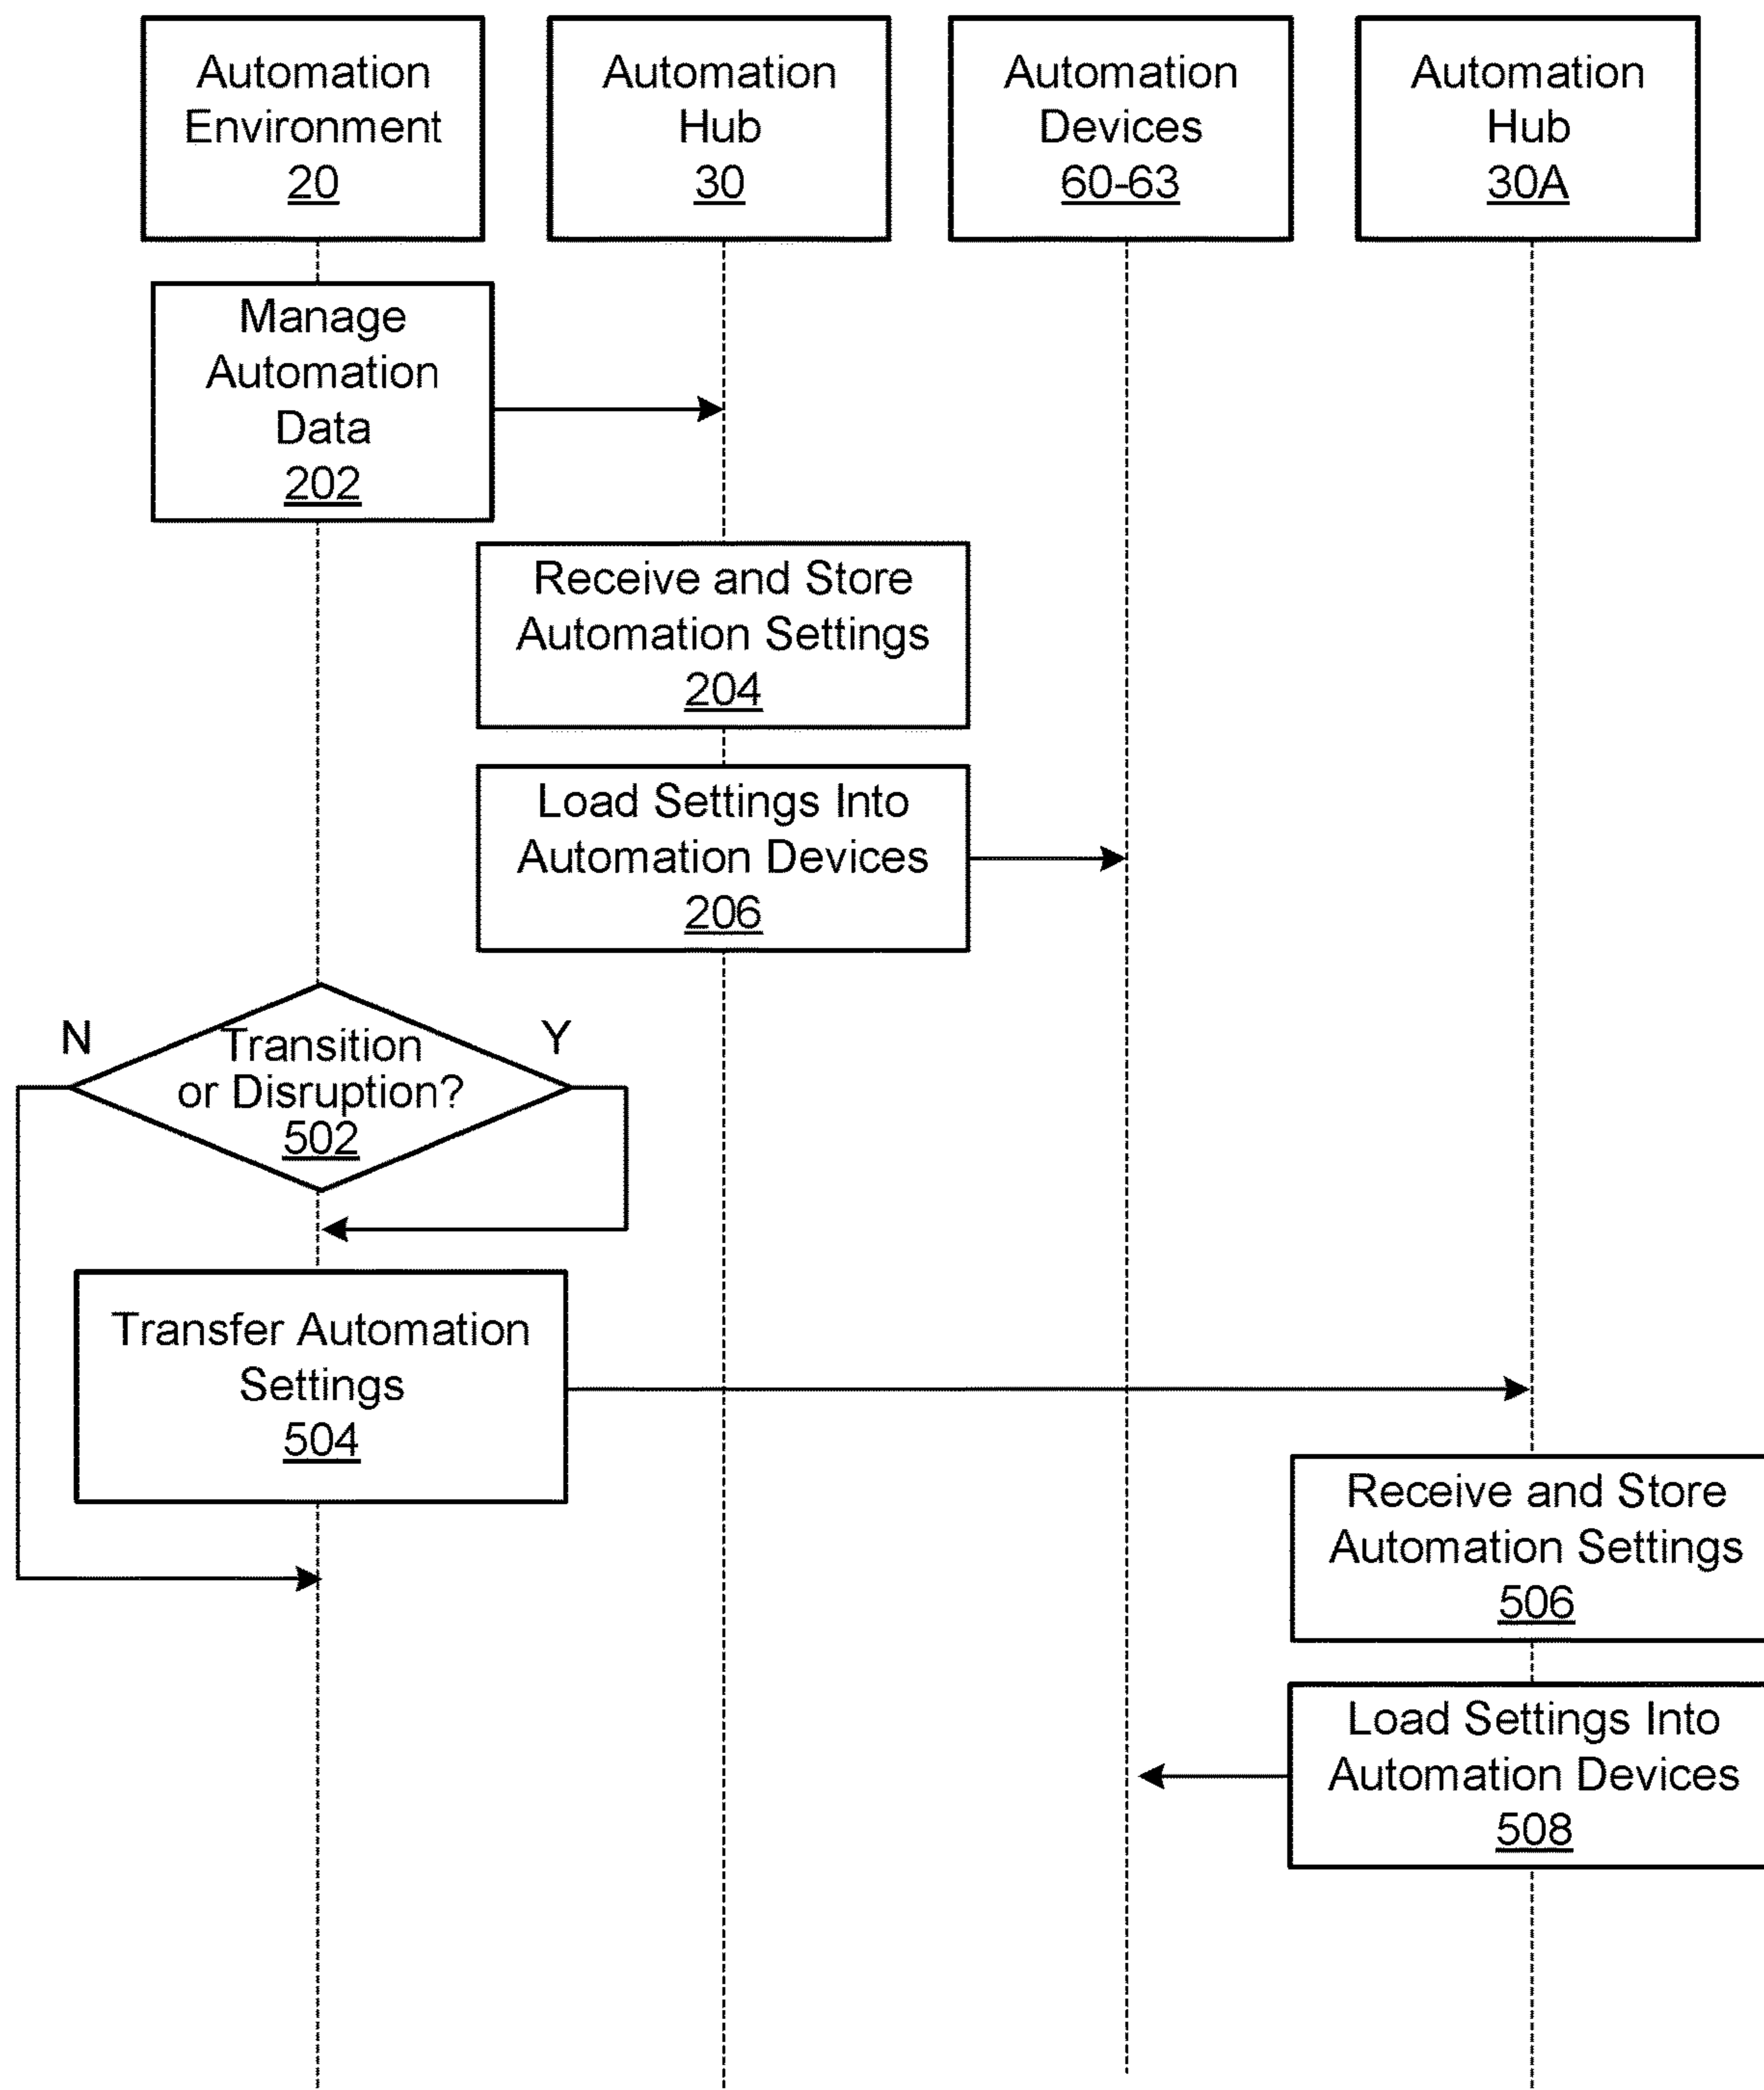 Automation
Environment
20
Automation
Hub
30
Automation
Devices
60-63
Automation
Hub
30A
Manage
Automation
Data
202
Receive and Store
Automation Settings
204
Load Settings Into
Automation Devices
206
N
Y
Transition
or Disruption?
502
Transfer Automation
Settings
504
Receive and Store
Automation Settings
506
Load Settings Into
Automation Devices
508